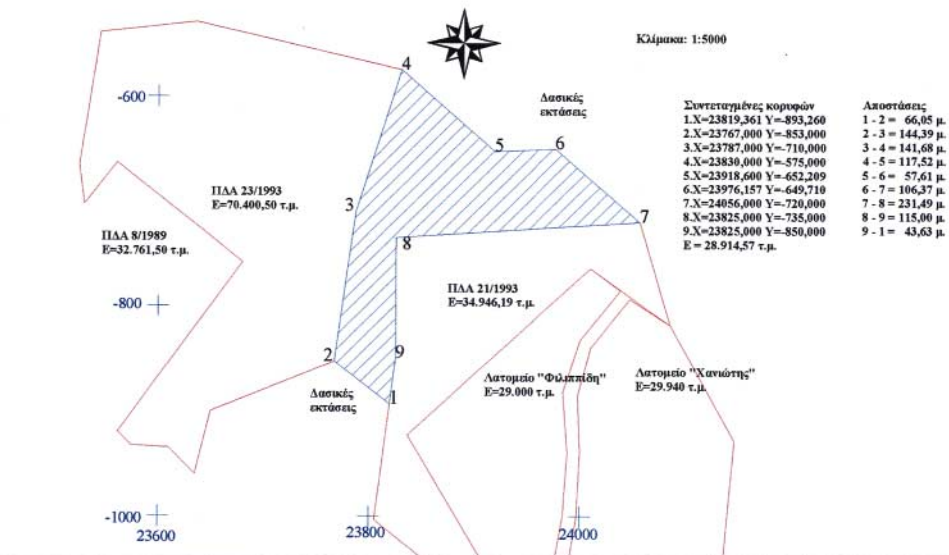 Κλίμακα: 1:5000
4
-600
Δασικές
εκτάσεις
5
6
Συντεταγμένες κορυφών
1.Χ=23819,361 Υ=-893,260
2.Χ=23767,000 Υ=-853,000
3.Χ=23787,000 Υ=-710,000
4.Χ=23830,000 Υ=-575,000
5.Χ=23918,600 Υ=-652,209
6.Χ=23976,157 Υ=-649,710
7.Χ=24056,000 Υ=-720,000
8.Χ=23825,000 Υ=-735,000
9.Χ=23825,000 Υ=-850,000
Ε = 28.914,57 τ.μ.
Αποστάσεις
1 - 2 = 66,05 μ.
2 - 3 = 144,39 μ.
3 - 4 = 141,68 μ.
4 - 5 = 117,52 μ.
5 - 6 = 57,61 μ.
6 - 7 = 106,37 μ.
7 - 8 = 231,49 μ.
8 - 9 = 115,00 μ.
9 - 1 = 43,63 μ.
ΠΔΑ 23/1993
Ε=70.400,50 τ.μ.
3
7
ΠΔΑ 8/1989
Ε=32.761,50 τ.μ.
8
ΠΔΑ 21/1993
Ε=34.946,19 τ.μ.
-800
2
9
Λατομείο "Φιλιππίδη"
Ε=29.000 τ.μ.
Λατομείο "Χανιώτης"
Ε=29.940 τ.μ.
Δασικές
εκτάσεις
1
-1000
23600
23800
24000